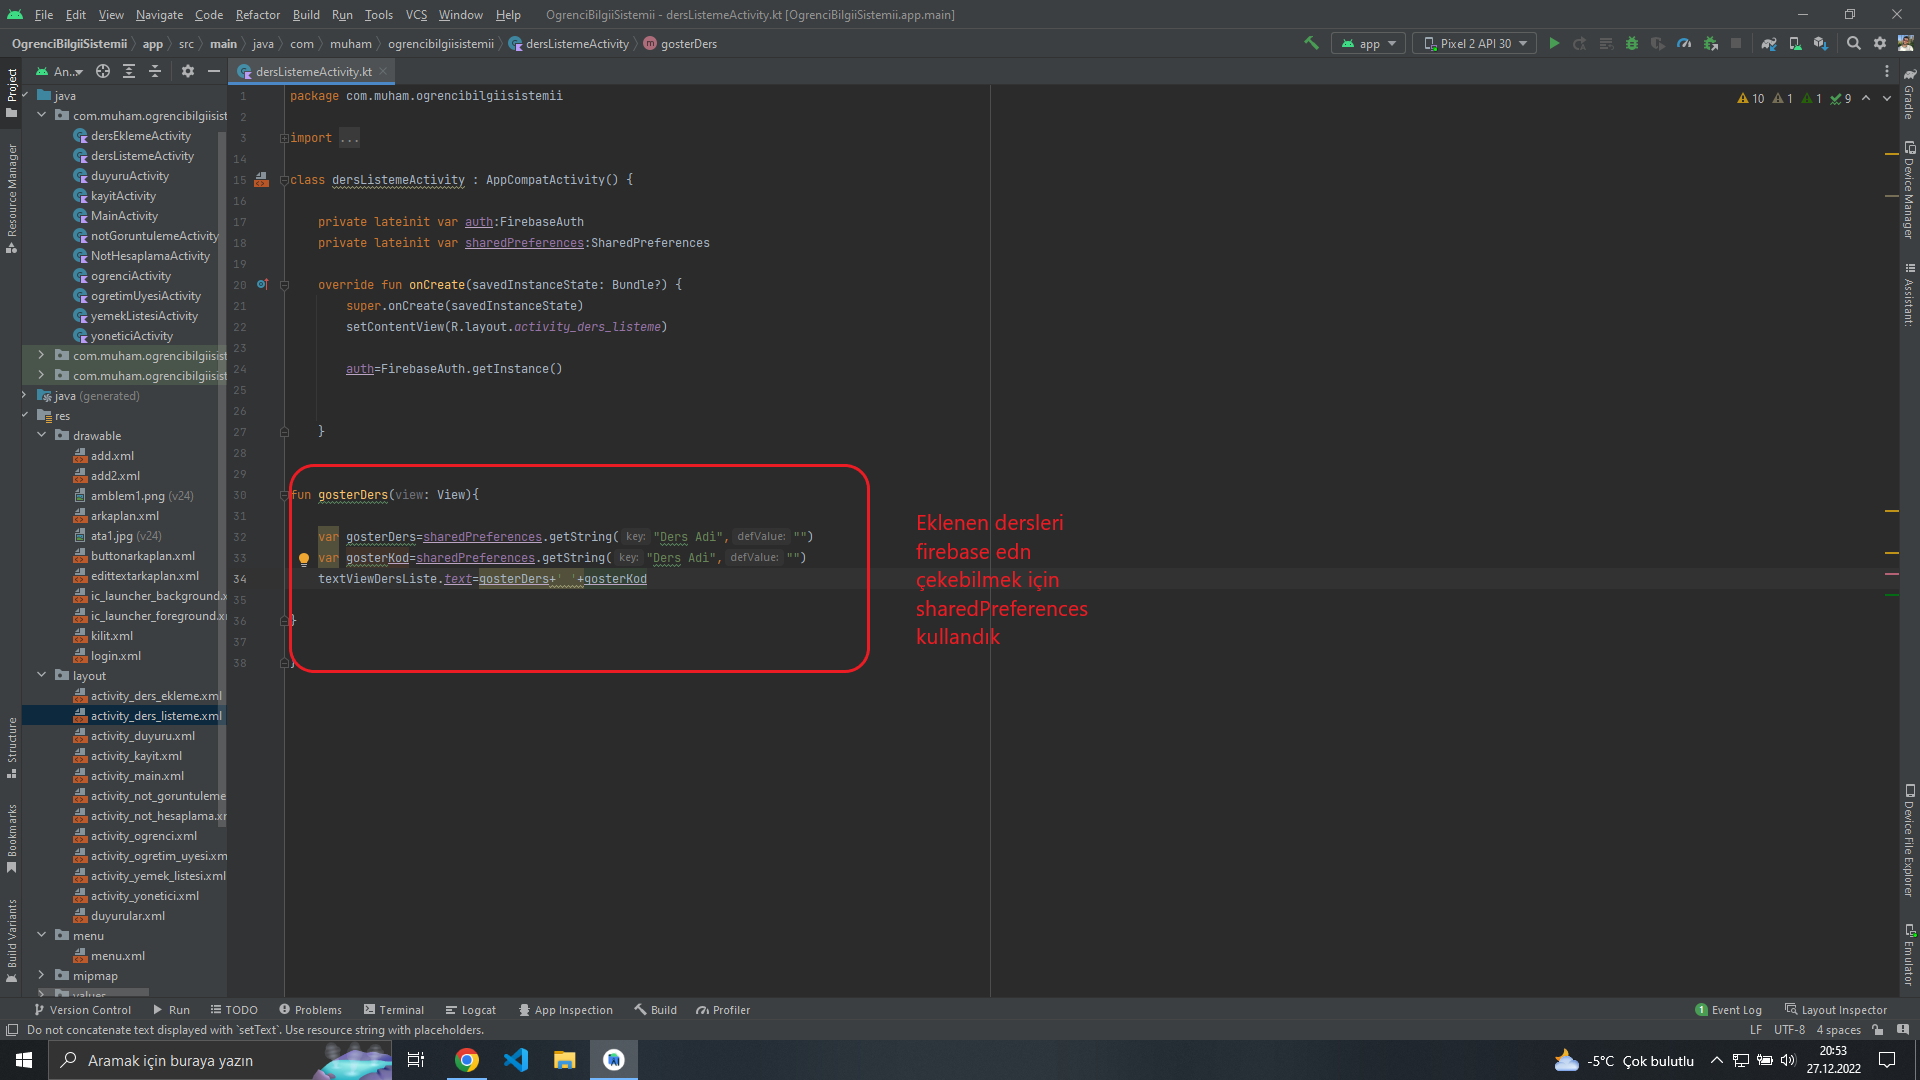 File Edit View Navigate Code Refactor Build Run Tools VCS Window Help OgrenciBilgiiSistemii - dersListemeActivity.kt [OgrenciBilgiiSistemii.app.main]
OgrenciBilgiiSistemii app src main java com muham ogrencibilgiisistemii dersListemeActivity gosterDers app Pixel 2 API 30
An... dersListemeActivity.kt
Project
Resource Manager
Structure
Bookmarks
Build Variants
java
com.muham.ogrencibilgiisist
dersEklemeActivity
dersListemeActivity
duyuruActivity
kayitActivity
MainActivity
notGoruntulemeActivity
NotHesaplamaActivity
ogrenciActivity
ogretimUyesiActivity
yemekListesiActivity
yoneticiActivity
com.muham.ogrencibilgiisist
com.muham.ogrencibilgiisist
java (generated)
res
drawable
add.xml
add2.xml
amblem1.png (v24)
arkaplan.xml
ata1.jpg (v24)
buttonarkaplan.xml
edittextarkaplan.xml
ic_launcher_background.x
ic_launcher_foreground.x
kilit.xml
login.xml
layout
activity_ders_ekleme.xml
activity_ders_listeme.xml
activity_duyuru.xml
activity_kayit.xml
activity_main.xml
activity_not_goruntuleme
activity_not_hesaplama.xr
activity_ogrenci.xml
activity_ogretim_uyesi.xm
activity_yemek_listesi.xml
activity_yonetici.xml
duyurular.xml
menu
menu.xml
mipmap
values
10 1 1 9
1 package com.muham.ogrencibilgiisistemii
2
3 import ...
14
15 class dersListemeActivity : AppCompatActivity() {
16
17 private lateinit var auth:FirebaseAuth
18 private lateinit var sharedPreferences:SharedPreferences
19
20 override fun onCreate(savedInstanceState: Bundle?) {
21 super.onCreate(savedInstanceState)
22 setContentView(R.layout.activity_ders_listeme)
23
24 auth=FirebaseAuth.getInstance()
25
26
27 }
28
29
30 fun gosterDers(view: View){
31
32 var gosterDers=sharedPreferences.getString( key: "Ders Adi", defValue: "")
33 var gosterKod=sharedPreferences.getString( key: "Ders Adi", defValue: "")
34 textViewDersListe.text=gosterDers+' '+gosterKod
35
36 }
37
38 }
Eklenen dersleri
firebase edn
çekebilmek için
sharedPreferences
kullandık
Gradle
Device Manager
Assistant:
Device File Explorer
Emulator
Version Control Run TODO Problems Terminal Logcat App Inspection Build Profiler 1 Event Log Layout Inspector
Do not concatenate text displayed with `setText`. Use resource string with placeholders. LF UTF-8 4 spaces
Aramak için buraya yazın -5°C Çok bulutlu 20:53
27.12.2022